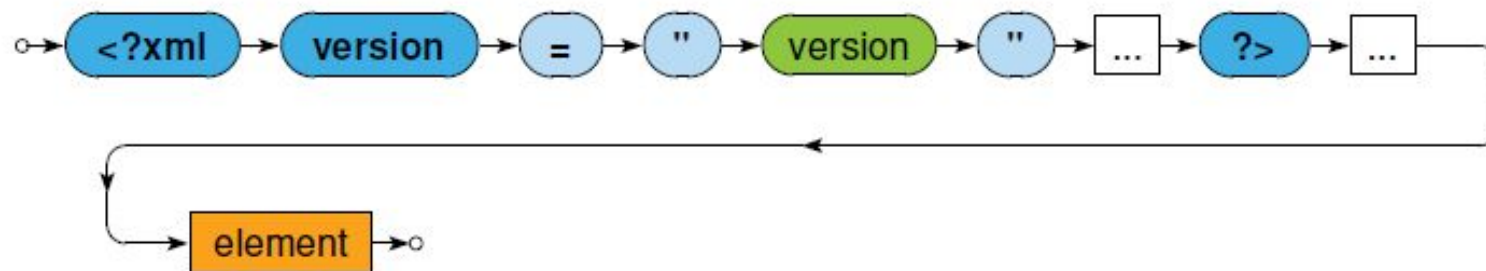 <?xml version = " version " ... ?> ...
element